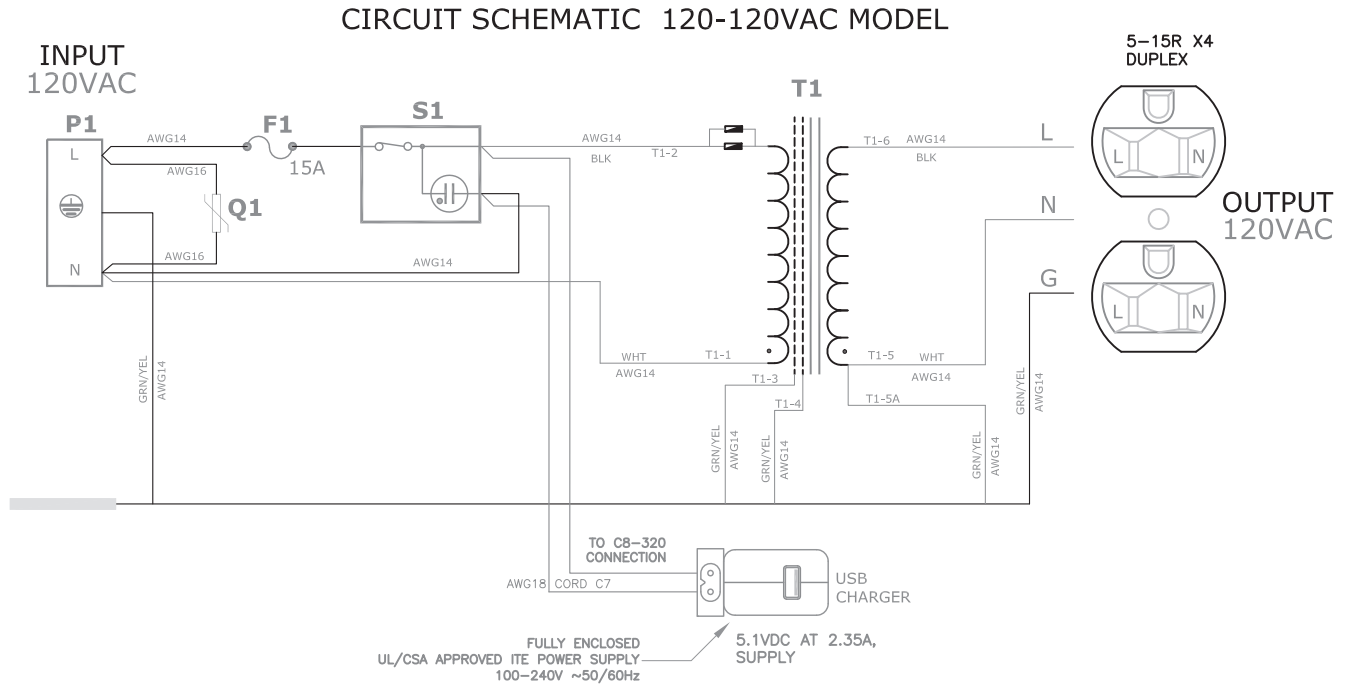 CIRCUIT SCHEMATIC 120-120VAC MODEL
INPUT
120VAC
P1
L
N
AWG14
AWG16
F1
15A
Q1
AWG16
S1
AWG14
AWG14
BLK
T1-2
T1
T1-6
AWG14
BLK
L
N
G
5-15R X4
DUPLEX
L
N
OUTPUT
120VAC
L
N
WHT
T1-1
AWG14
T1-3
T1-4
T1-5
WHT
AWG14
T1-5A
GRN/YEL
AWG14
GRN/YEL
AWG14
GRN/YEL
AWG14
GRN/YEL
AWG14
GRN/YEL
AWG14
TO C8-320
CONNECTION
AWG18 CORD C7
USB
CHARGER
FULLY ENCLOSED
UL/CSA APPROVED ITE POWER SUPPLY
100-240V ~50/60Hz
5.1VDC AT 2.35A,
SUPPLY